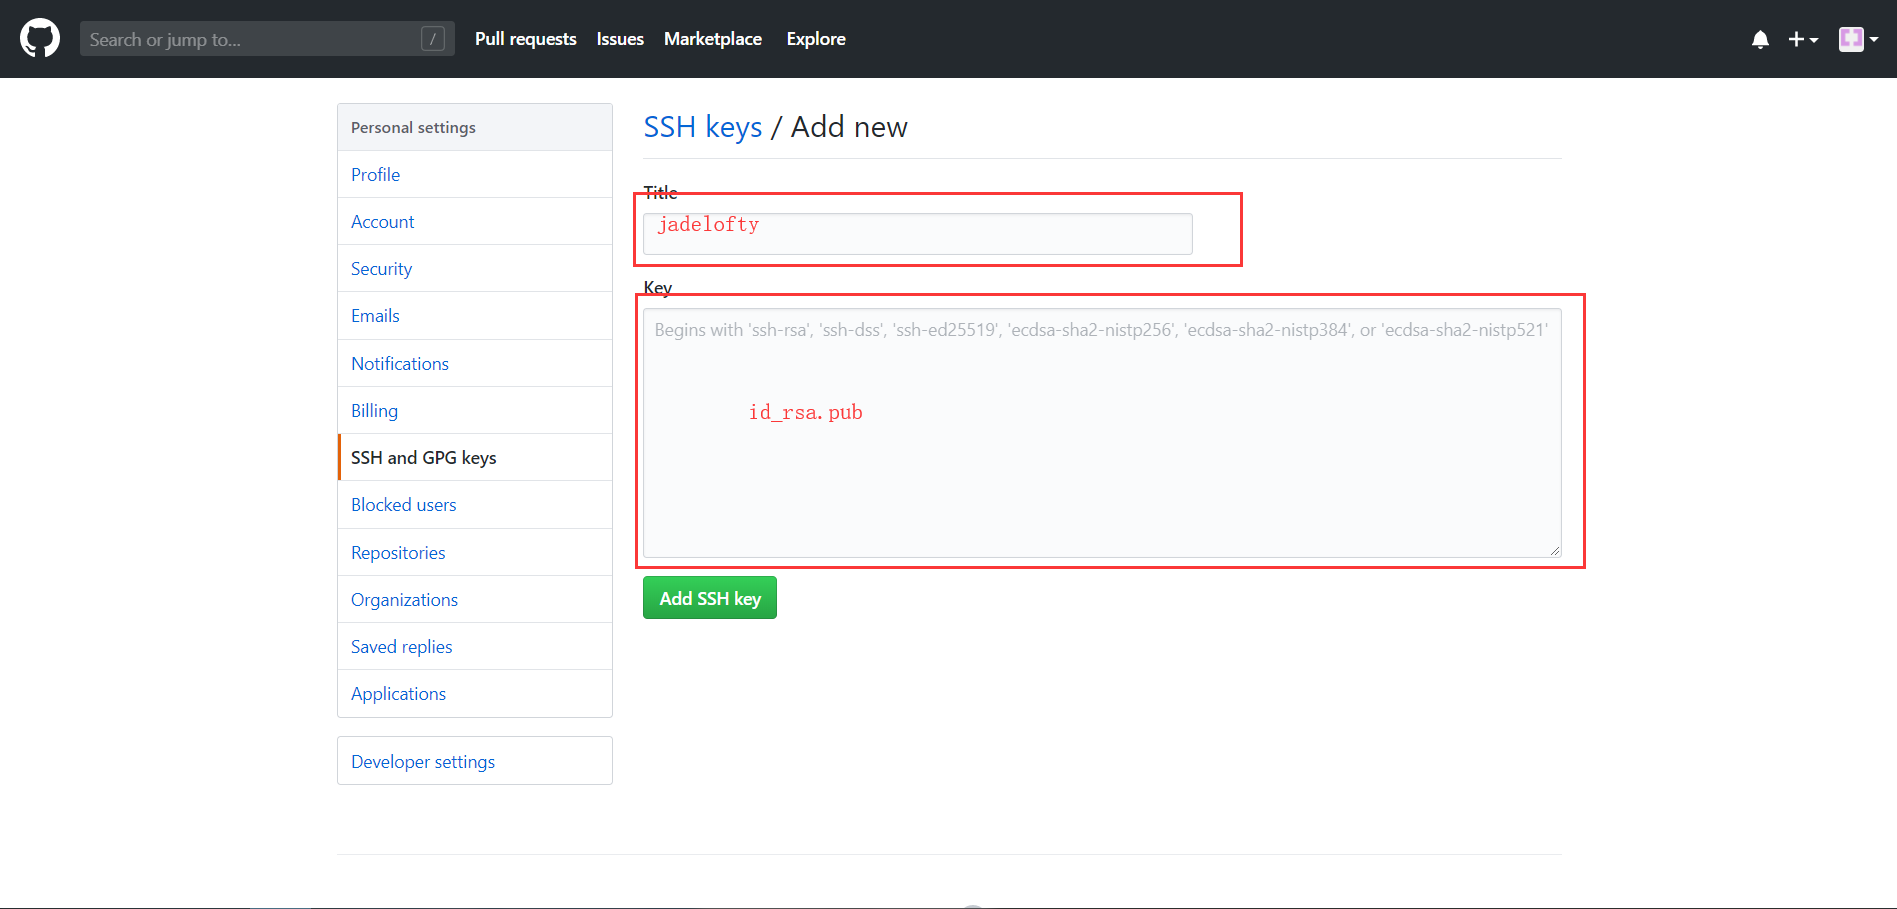 Search or jump to... /
Pull requests Issues Marketplace Explore
Personal settings
Profile
Account
Security
Emails
Notifications
Billing
SSH and GPG keys
Blocked users
Repositories
Organizations
Saved replies
Applications
Developer settings
SSH keys / Add new
Title
jadelofty
Key
Begins with 'ssh-rsa', 'ssh-dss', 'ssh-ed25519', 'ecdsa-sha2-nistp256', 'ecdsa-sha2-nistp384', or 'ecdsa-sha2-nistp521'
id_rsa.pub
Add SSH key